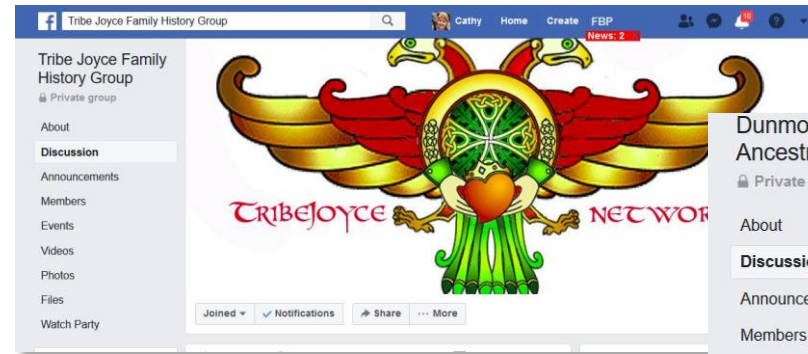 Tribe Joyce Family History Group
Cathy Home Create FBP
News: 2
10
Tribe Joyce Family
History Group
Private group
About
Discussion
Announcements
Members
Events
Videos
Photos
Files
Watch Party
TRIBEJOYCE NETWOR
Joined Notifications Share ... More
Dunmo
Ancestr
Private
About
Discussi
Announce
Members